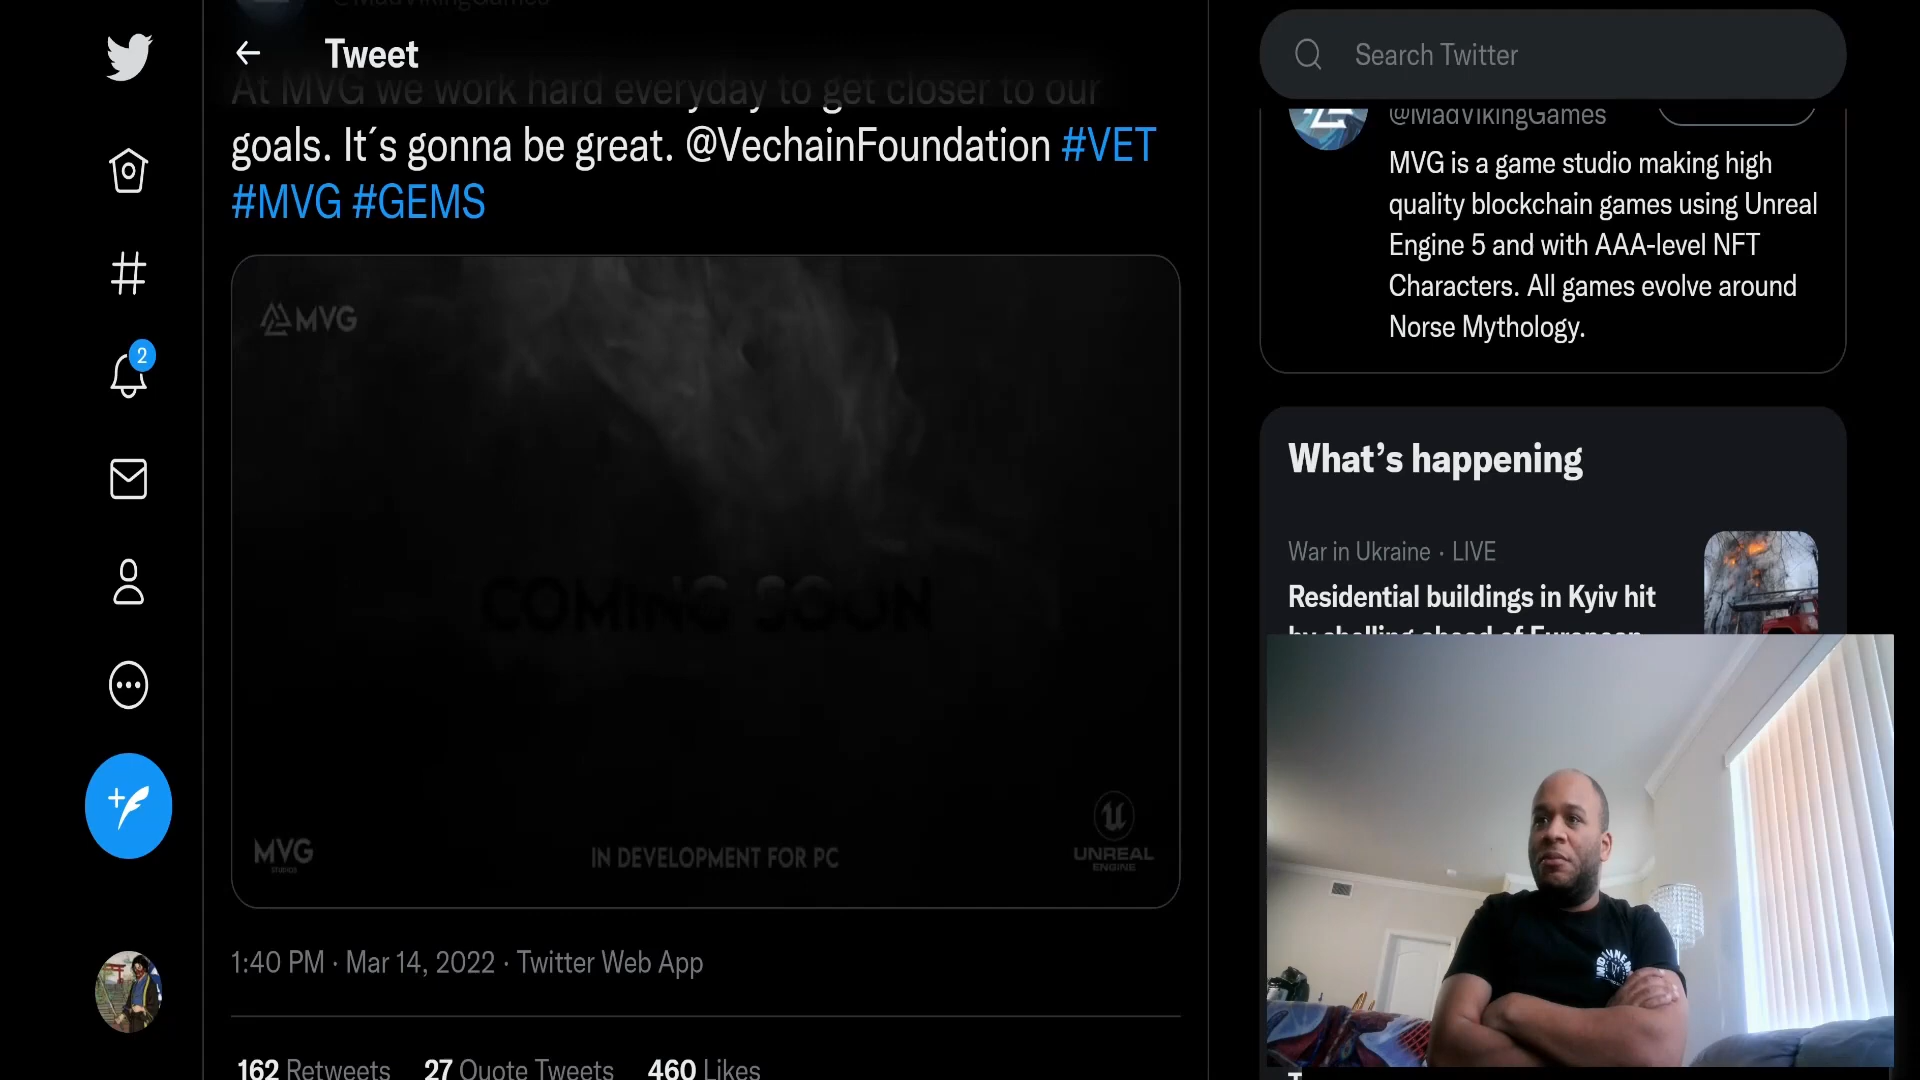 @MadVikingGames
Tweet
At MVG we work hard everyday to get closer to our
goals. It´s gonna be great. @VechainFoundation #VET
#MVG #GEMS
MVG
COMING SOON
MVG
STUDIOS
IN DEVELOPMENT FOR PC
UNREAL
ENGINE
1:40 PM · Mar 14, 2022 · Twitter Web App
162 Retweets 27 Quote Tweets 460 Likes
2
Search Twitter
@MadVikingGames
MVG is a game studio making high
quality blockchain games using Unreal
Engine 5 and with AAA-level NFT
Characters. All games evolve around
Norse Mythology.
What’s happening
War in Ukraine · LIVE
Residential buildings in Kyiv hit
by shelling ahead of European